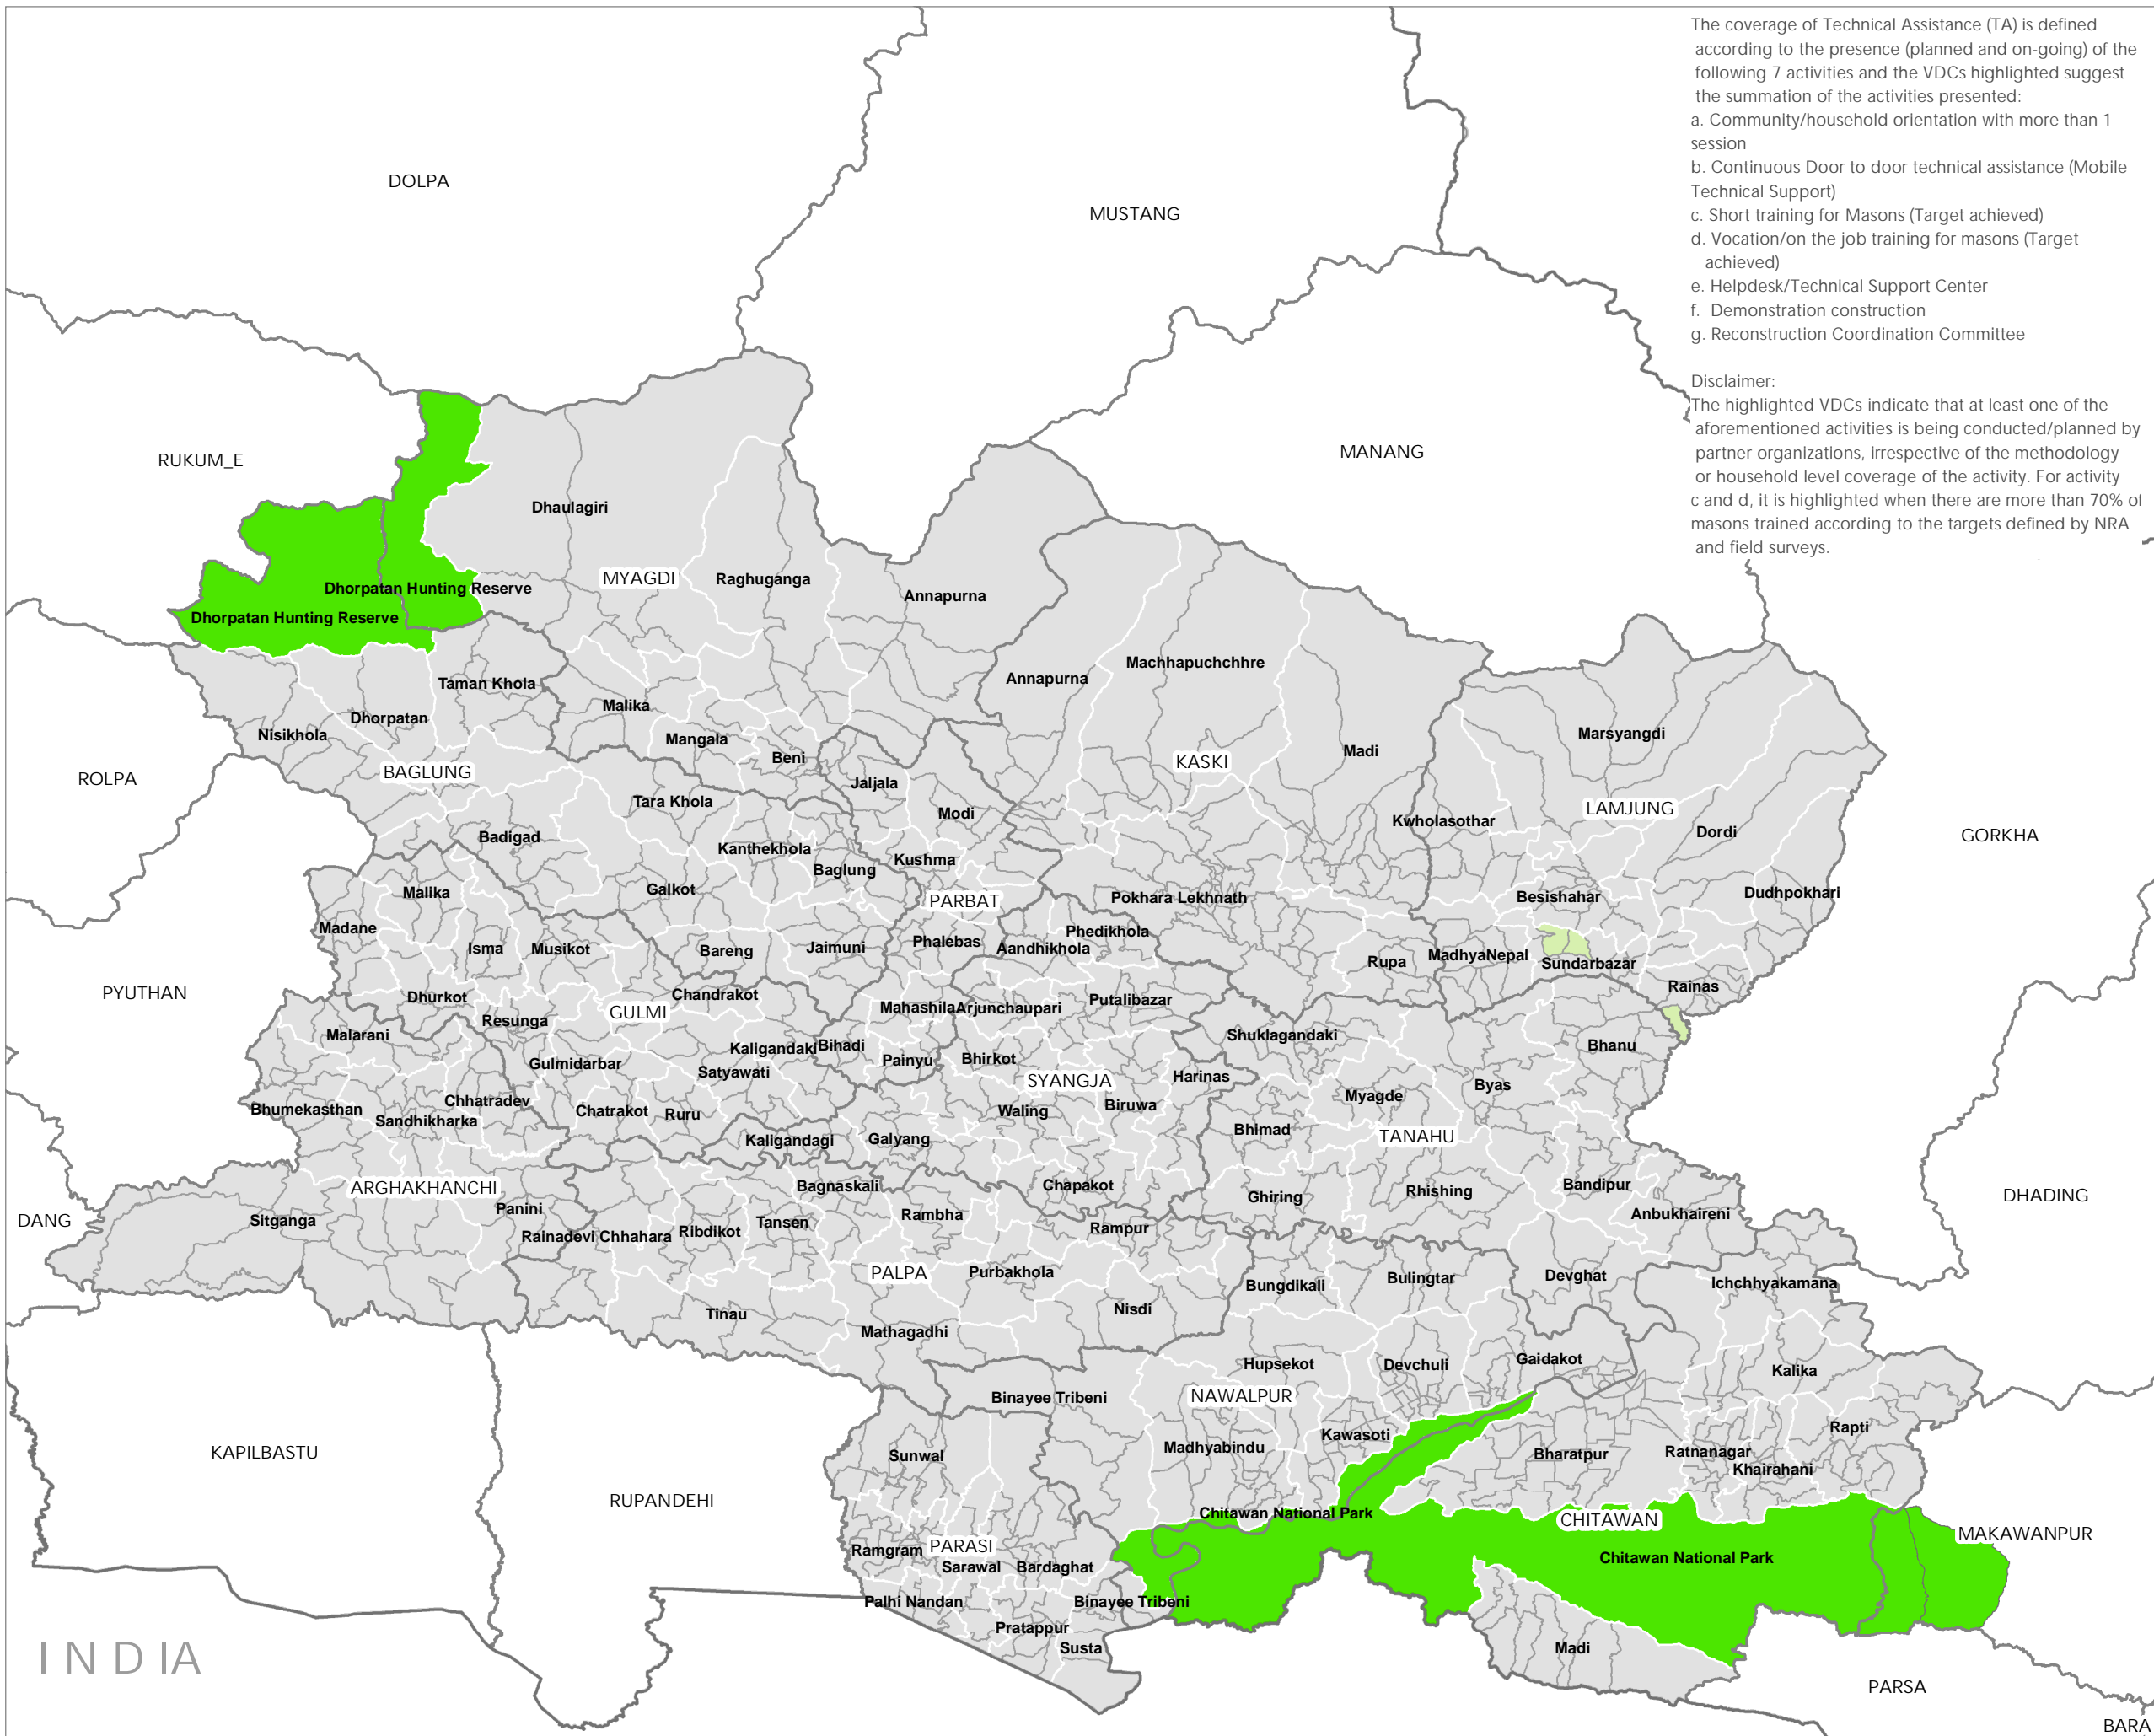 The coverage of Technical Assistance (TA) is defined
according to the presence (planned and on-going) of the
following 7 activities and the VDCs highlighted suggest
the summation of the activities presented:
a. Community/household orientation with more than 1
session
b. Continuous Door to door technical assistance (Mobile
Technical Support)
c. Short training for Masons (Target achieved)
d. Vocation/on the job training for masons (Target
achieved)
e. Helpdesk/Technical Support Center
f. Demonstration construction
g. Reconstruction Coordination Committee
Disclaimer:
The highlighted VDCs indicate that at least one of the
aforementioned activities is being conducted/planned by
partner organizations, irrespective of the methodology
or household level coverage of the activity. For activity
c and d, it is highlighted when there are more than 70% of
masons trained according to the targets defined by NRA
and field surveys.
DOLPA
MUSTANG
MANANG
RUKUM_E
Dhaulagiri
MYAGDI
Raghuganga
Annapurna
Dhorpatan Hunting Reserve
Dhorpatan Hunting Reserve
Machhapuchchhre
Annapurna
Taman Khola
Malika
Dhorpatan
Nisikhola
Mangala
Beni
Madi
Marsyangdi
KASKI
ROLPA
BAGLUNG
Jaljala
Tara Khola
Modi
LAMJUNG
Kwholasothar
Dordi
GORKHA
Badigad
Kanthekhola
Kushma
Baglung
Galkot
Malika
PARBAT
Pokhara Lekhnath
Besishahar
Dudhpokhari
Madane
Phedikhola
Isma
Musikot
Bareng
Jaimuni
Phalebas
Aandhikhola
Rupa
MadhyaNepal
Sundarbazar
PYUTHAN
Dhurkot
Chandrakot
Rainas
GULMI
Resunga
Mahashila
Arjunchaupari
Putalibazar
Malarani
Shuklagandaki
Bhanu
Kaligandaki
Bihadi
Gulmidarbar
Satyawati
Painyu
Bhirkot
SYANGJA
Harinas
Myagde
Byas
Bhumekasthan
Chhatradev
Sandhikharka
Chatrakot
Ruru
Waling
Biruwa
Bhimad
TANAHU
Kaligandagi
Galyang
ARGHAKHANCHI
Bagnaskali
Chapakot
Ghiring
Rhishing
Bandipur
DHADING
Panini
Rambha
Anbukhaireni
DANG
Sitganga
Rainadevi Chhahara
Ribdikot
Tansen
Rampur
PALPA
Purbakhola
Bungdikali
Bulingtar
Devghat
Ichchhyakamana
Tinau
Nisdi
Mathagadhi
Hupsekot
Devchuli
Gaidakot
Kalika
Binayee Tribeni
NAWALPUR
Kawasoti
Rapti
KAPILBASTU
Sunwal
Madhyabindu
Bharatpur
Ratnanagar
Khairahani
RUPANDEHI
Chitawan National Park
CHITAWAN
MAKAWANPUR
Ramgram
PARASI
Sarawal
Bardaghat
Chitawan National Park
Palhi Nandan
Binayee Tribeni
Pratappur
Susta
Madi
INDIA
PARSA
BARA